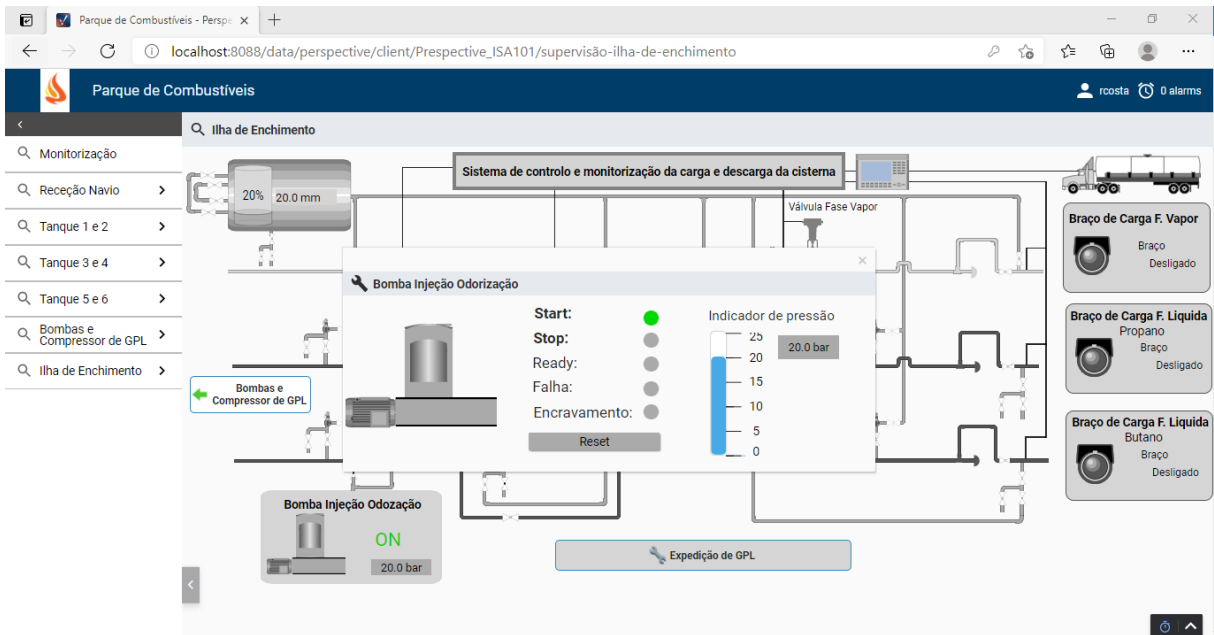 Parque de Combustíveis - Perspe
localhost:8088/data/perspective/client/Prespective_ISA101/supervisão-ilha-de-enchimento
Parque de Combustíveis
rcosta
0 alarms
Monitorização
Receção Navio
Tanque 1 e 2
Tanque 3 e 4
Tanque 5 e 6
Bombas e
Compressor de GPL
Ilha de Enchimento
Ilha de Enchimento
20%
20.0 mm
Sistema de controlo e monitorização da carga e descarga da cisterna
Válvula Fase Vapor
Braço de Carga F. Vapor
Braço
Desligado
Braço de Carga F. Liquida
Propano
Braço
Desligado
Braço de Carga F. Liquida
Butano
Braço
Desligado
Bombas e
Compressor de GPL
Bomba Injeção Odorização
Start:
Stop:
Ready:
Falha:
Encravamento:
Reset
Indicador de pressão
25
20
15
10
5
0
20.0 bar
Bomba Injeção Odozação
ON
20.0 bar
Expedição de GPL